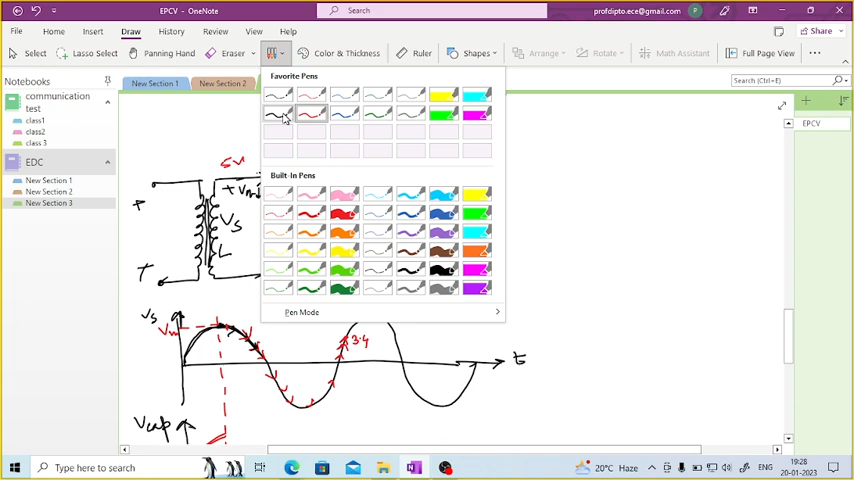 EPCV - OneNote
Search
profdipto.ece@gmail.com
P
File Home Insert Draw History Review View Help
Share
Select Lasso Select Panning Hand Eraser Color & Thickness Ruler Shapes Arrange Rotate Math Assistant Full Page View
Notebooks
New Section 1 New Section 2
Search (Ctrl+E)
communication test
class1
class2
class 3
EDC
New Section 1
New Section 2
New Section 3
Favorite Pens
Built-In Pens
Pen Mode
EPCV
5V
+ Vm
+
Vs
L
Vs
Vm
3.4
t
Vcap
Type here to search
20°C Haze
ENG
19:28
20-01-2023